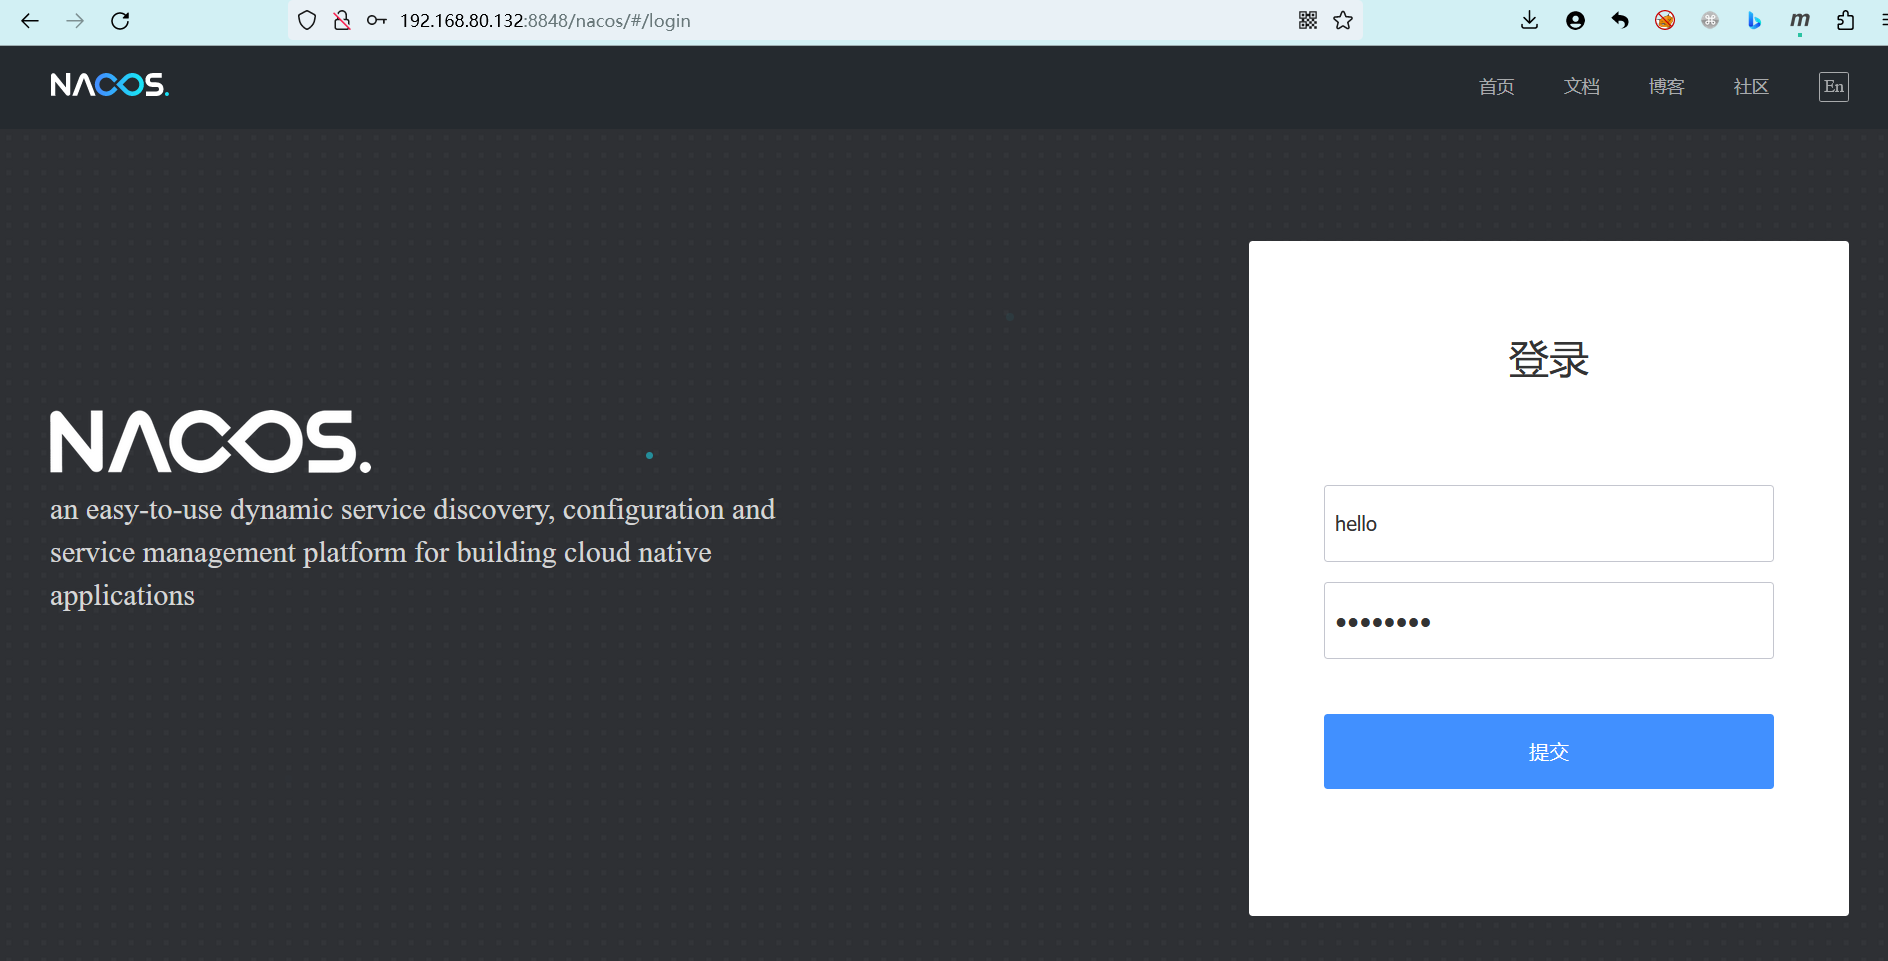 192.168.80.132:8848/nacos/#/login
NACOS.
首页 文档 博客 社区 En
登录
NACOS.
an easy-to-use dynamic service discovery, configuration and
service management platform for building cloud native
applications
hello
••••••••
提交